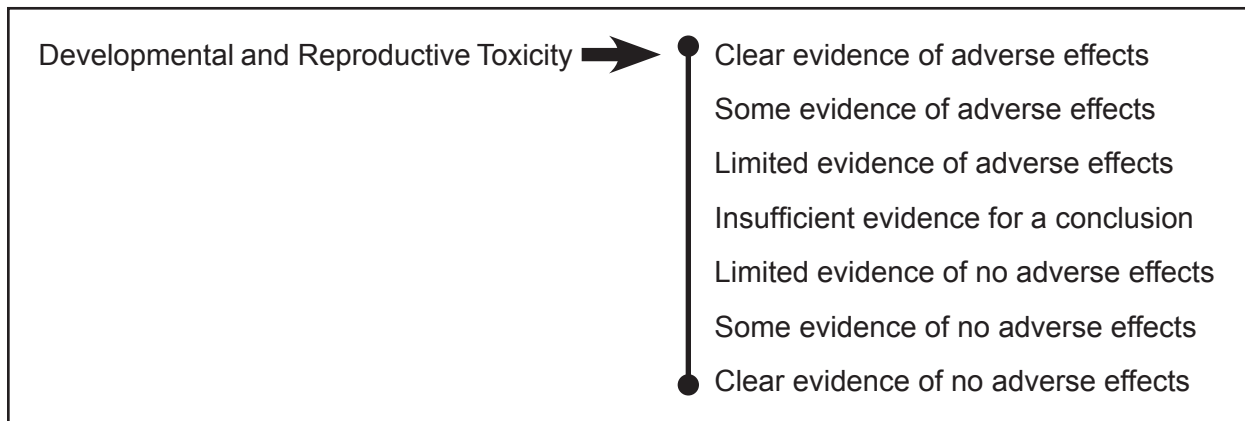 Developmental and Reproductive Toxicity Clear evidence of adverse effects
Some evidence of adverse effects
Limited evidence of adverse effects
Insufficient evidence for a conclusion
Limited evidence of no adverse effects
Some evidence of no adverse effects
Clear evidence of no adverse effects